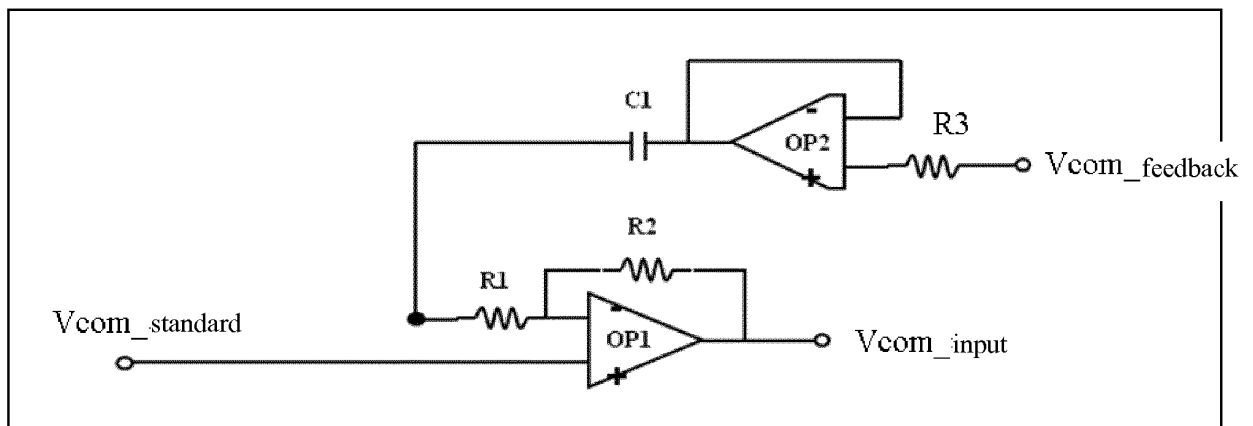 C1
-
OP2
+
R3
Vcom_feedback
R2
R1
Vcom_standard
-
OP1
+
Vcom_input